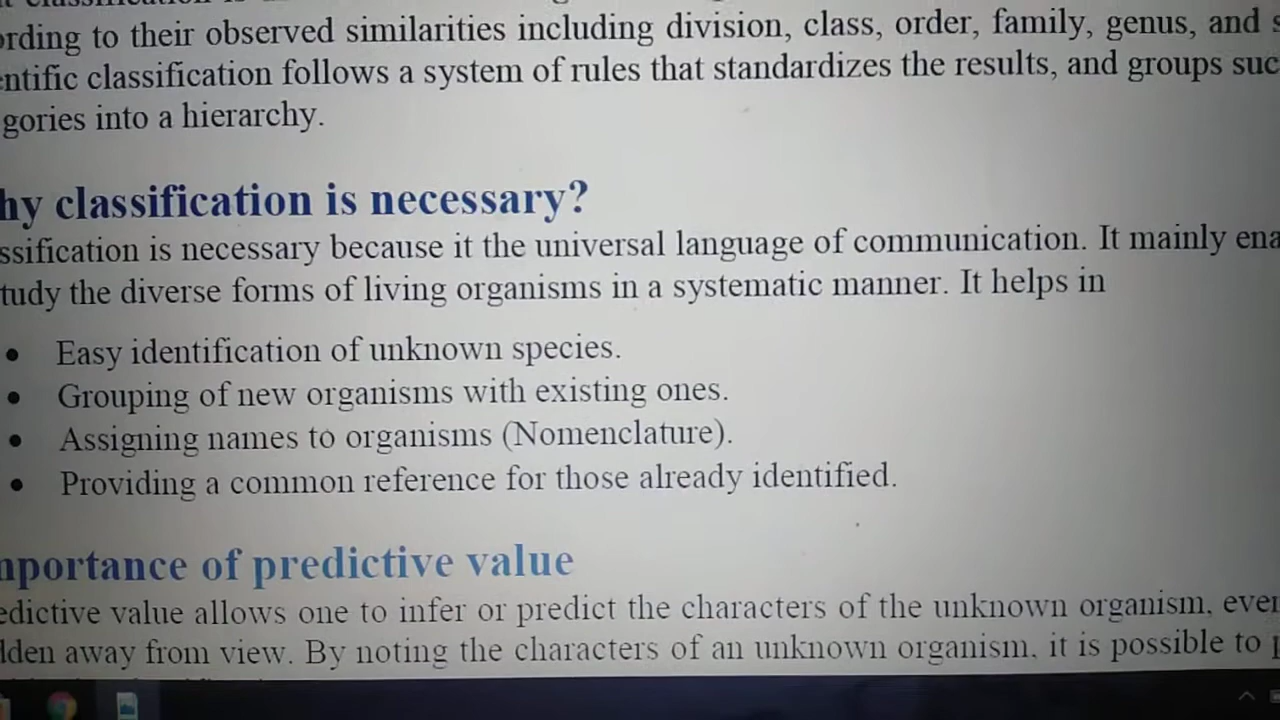 ording to their observed similarities including division, class, order, family, genus, and s
entific classification follows a system of rules that standardizes the results, and groups suc
gories into a hierarchy.
hy classification is necessary?
ssification is necessary because it the universal language of communication. It mainly ena
tudy the diverse forms of living organisms in a systematic manner. It helps in
• Easy identification of unknown species.
• Grouping of new organisms with existing ones.
• Assigning names to organisms (Nomenclature).
• Providing a common reference for those already identified.
mportance of predictive value
edictive value allows one to infer or predict the characters of the unknown organism, ever
dden away from view. By noting the characters of an unknown organism, it is possible to p